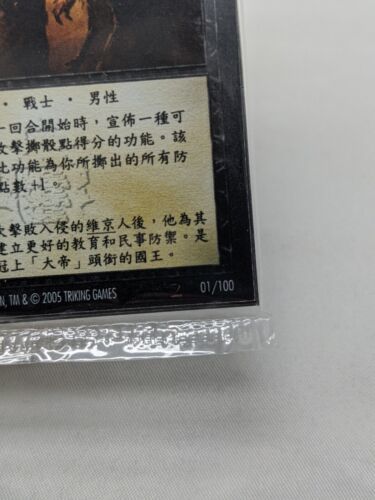 · 戰士 · 男性
一回合開始時，宣佈一種可
攻擊擲骰點得分的功能。該
比功能為你所擲出的所有防
點數+1。
大擊敗入侵的維京人後，他為其
建立更好的教育和民事防禦。是
冠上「大帝」頭銜的國王。
N, TM & © 2005 TRIKING GAMES
01/100